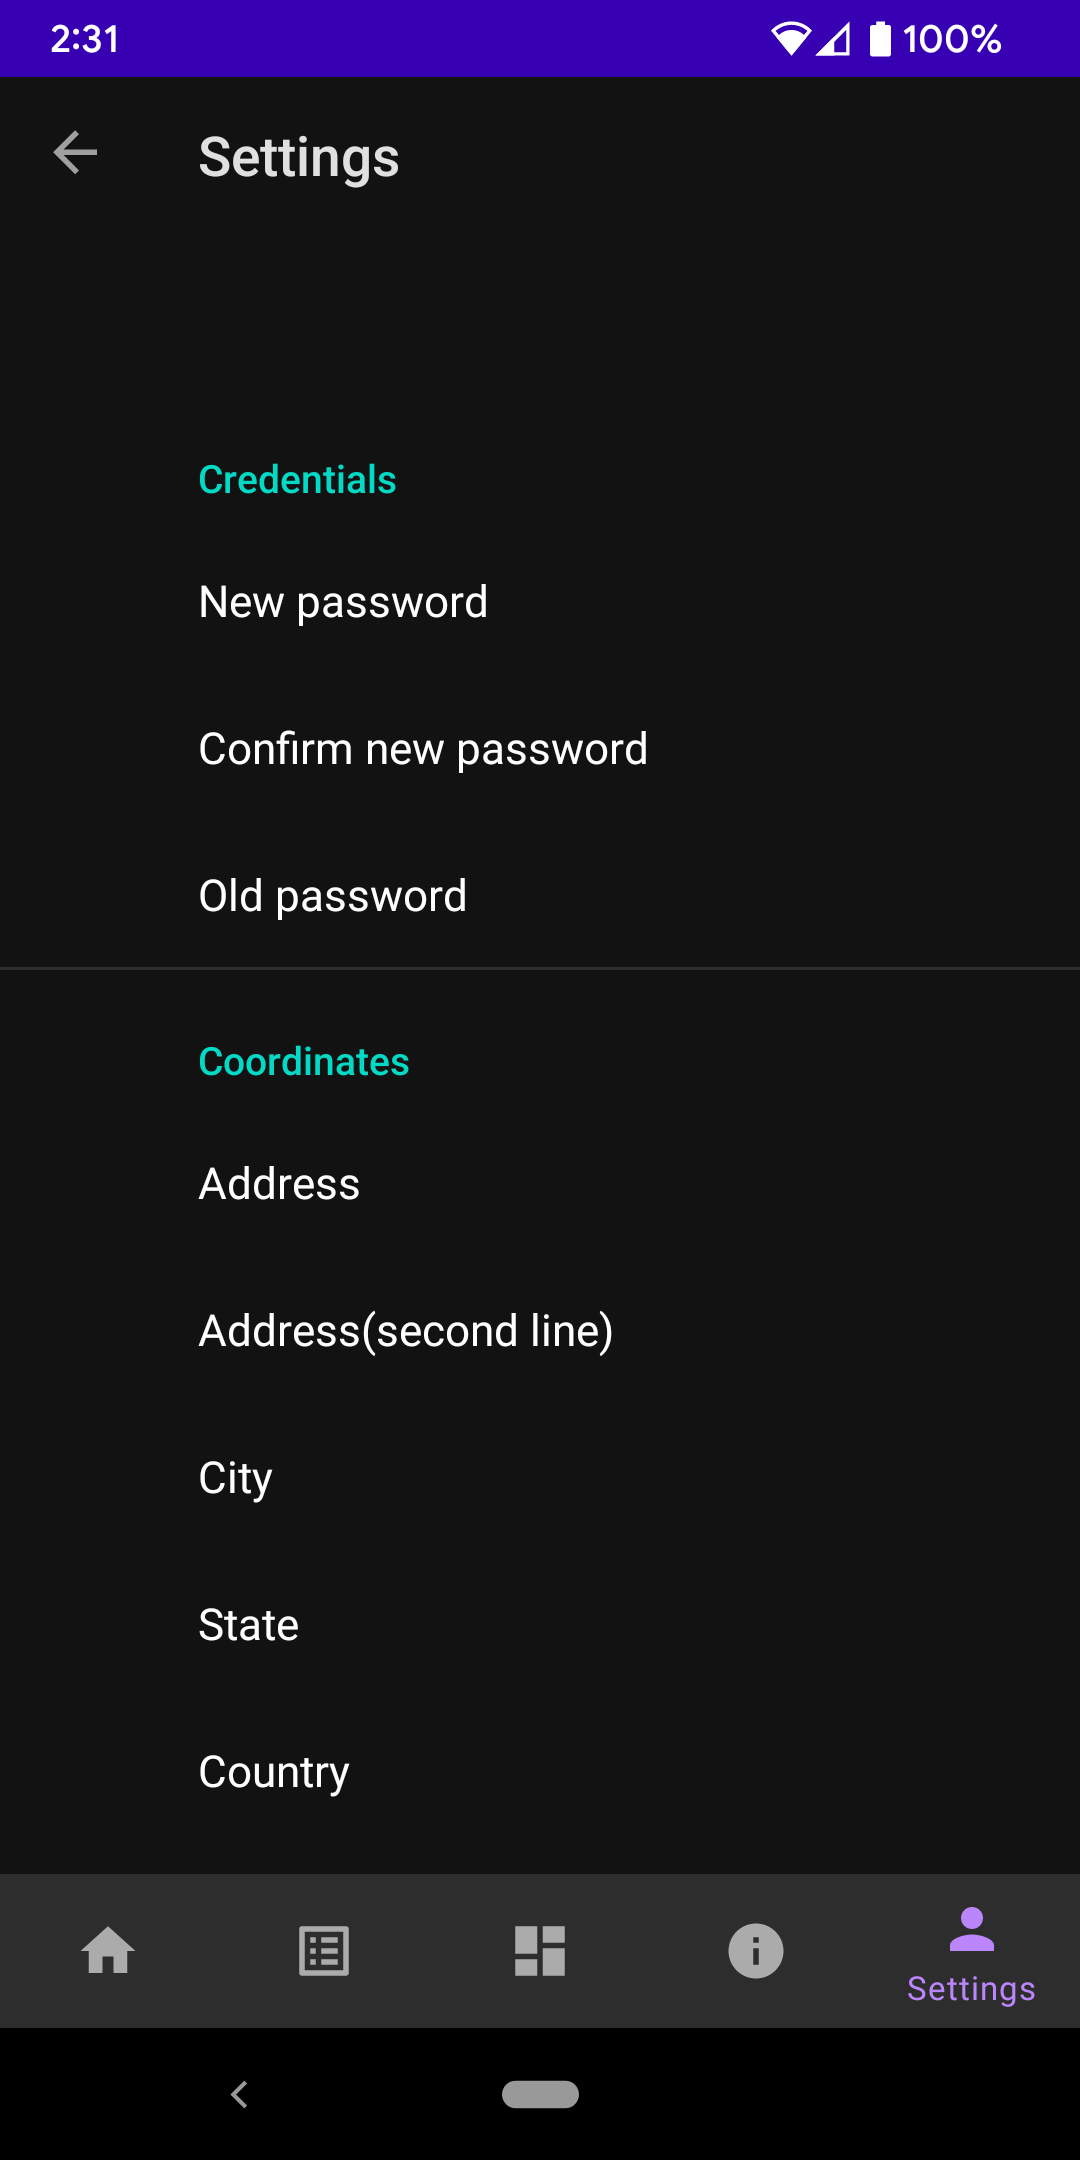 2:31 100%
Settings
Credentials
New password
Confirm new password
Old password
Coordinates
Address
Address(second line)
City
State
Country
Settings